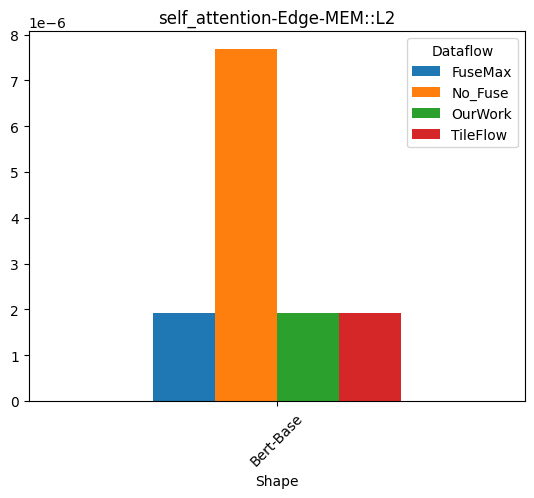 self_attention-Edge-MEM::L2
1e−6
8
7
6
5
4
3
2
1
0
Dataflow
FuseMax
No_Fuse
OurWork
TileFlow
Bert-Base
Shape